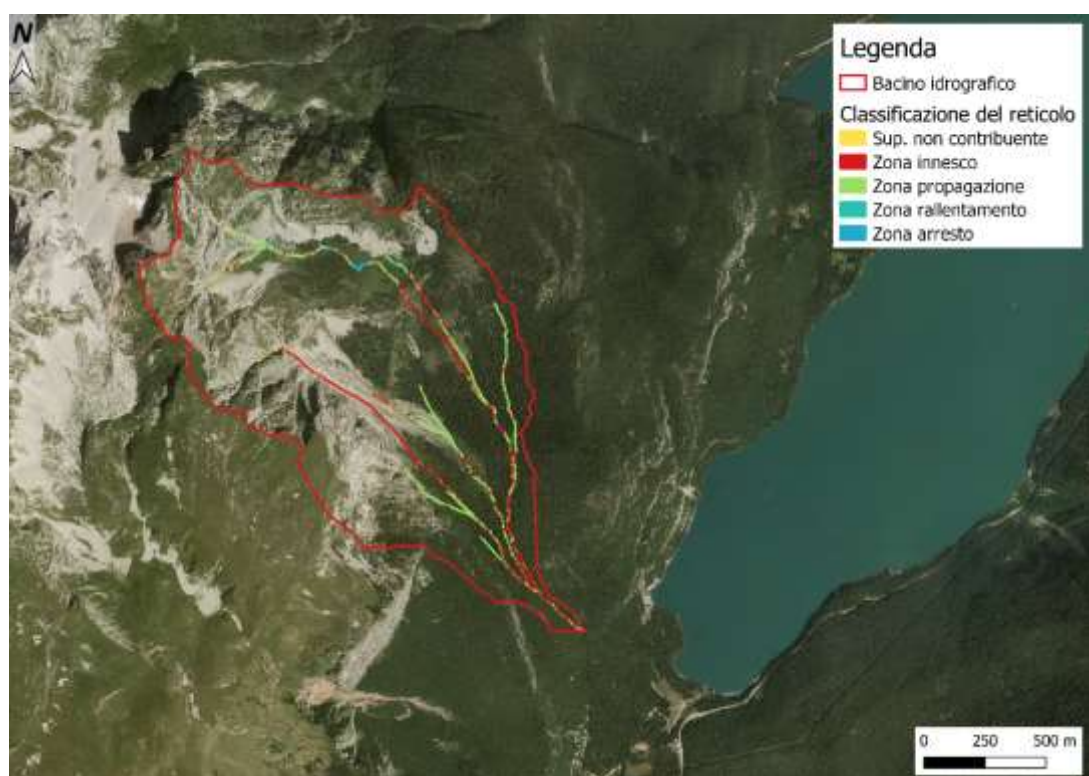 N
Legenda
Bacino idrografico
Classificazione del reticolo
Sup. non contribuente
Zona innesco
Zona propagazione
Zona rallentamento
Zona arresto
0 250 500 m